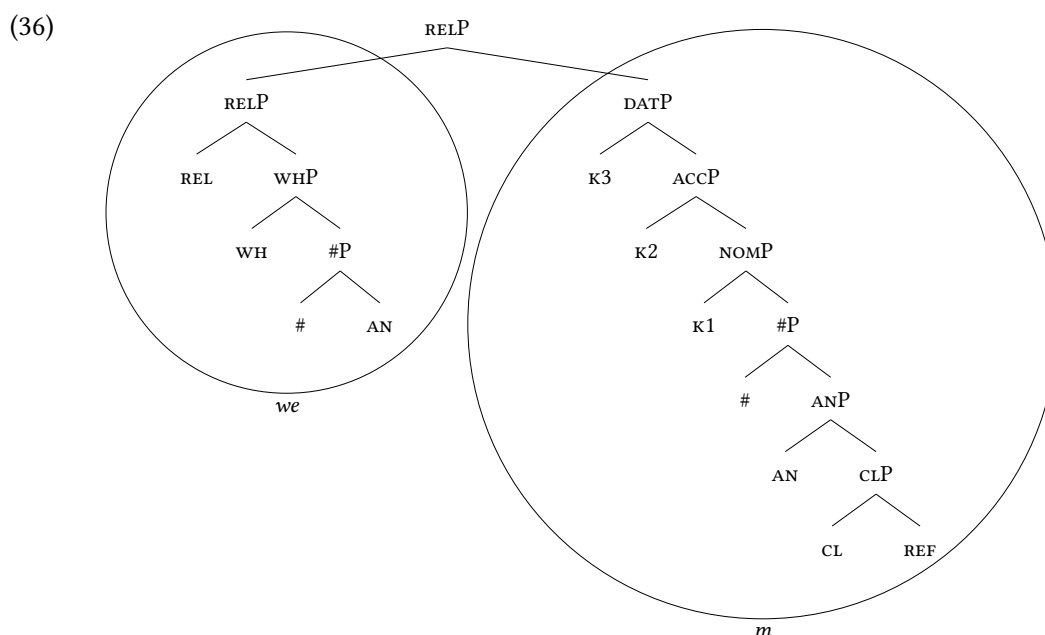 (36)
RELP
RELP DATP
REL WHP K3 ACCP
WH #P K2 NOMP
# AN K1 #P
# ANP
we
AN CLP
CL REF
m